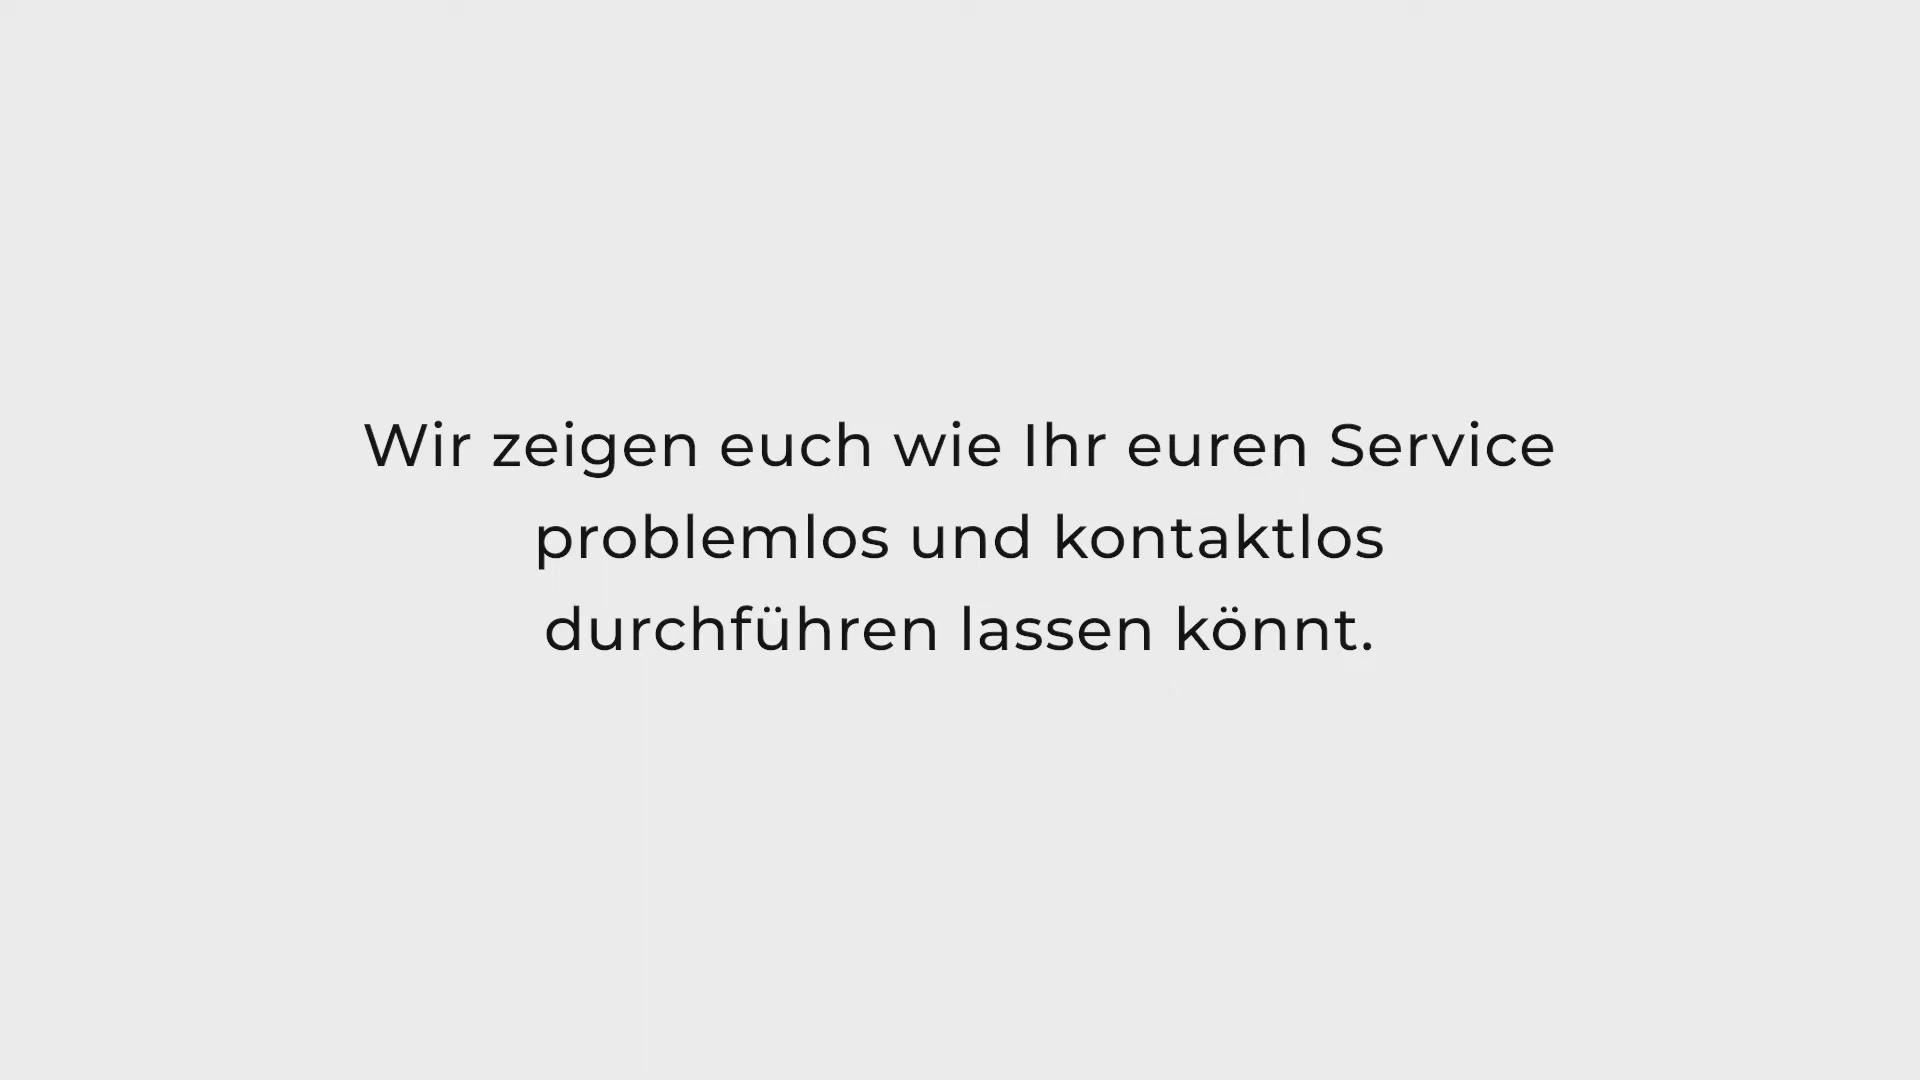 Wir zeigen euch wie Ihr euren Service
problemlos und kontaktlos
durchführen lassen könnt.